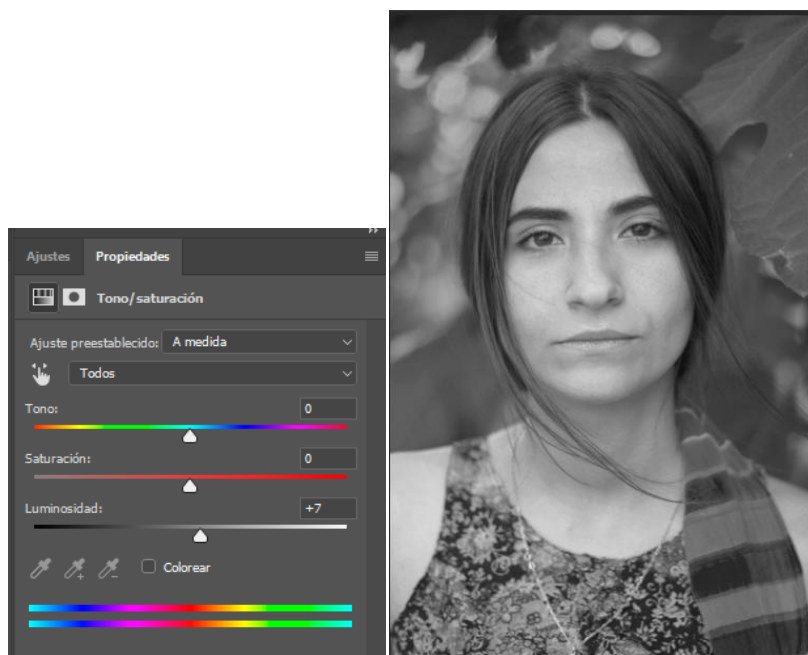 Ajustes Propiedades
Tono/saturación
Ajuste preestablecido: A medida
Todos
Tono: 0
Saturación: 0
Luminosidad: +7
Colorear